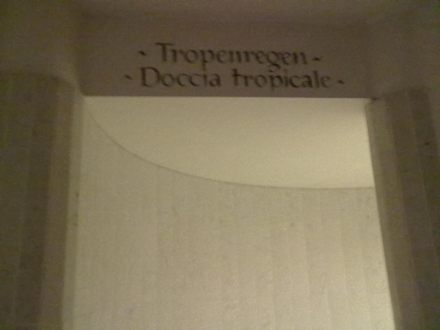 - Tropenregen -
- Doccia tropicale -